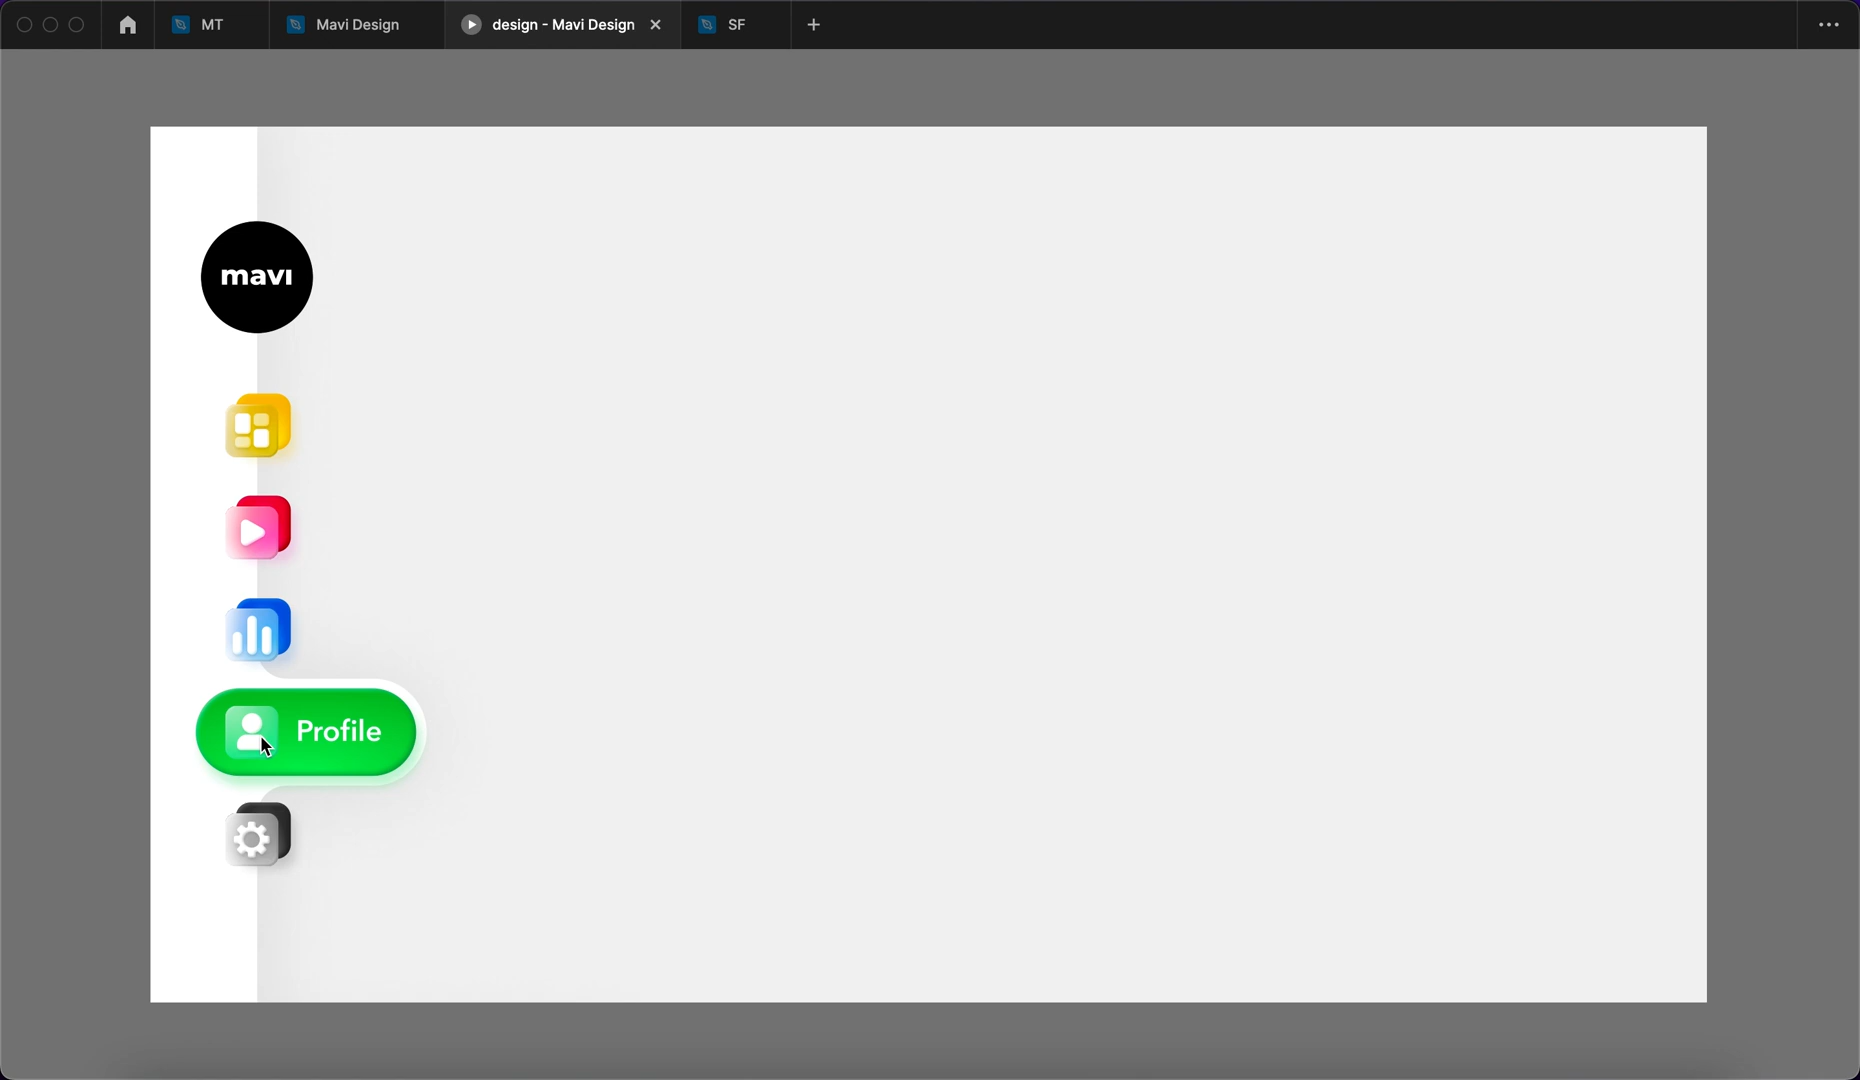 MT
Mavi Design
design - Mavi Design
SF
mavi
Profile